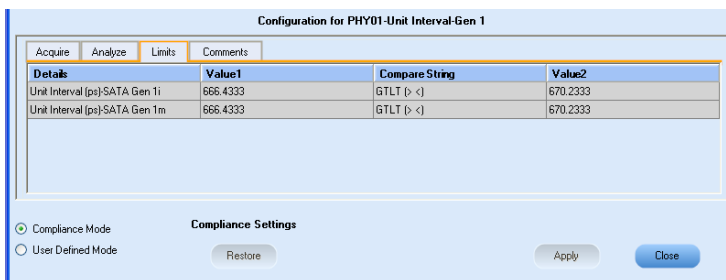 Configuration for PHY01-Unit Interval-Gen 1
Acquire Analyze Limits Comments
Details Value1 Compare String Value2
Unit Interval (ps)-SATA Gen 1i 666.4333 GTLT (> <) 670.2333
Unit Interval (ps)-SATA Gen 1m 666.4333 GTLT (> <) 670.2333
Compliance Mode Compliance Settings
User Defined Mode Restore Apply Close